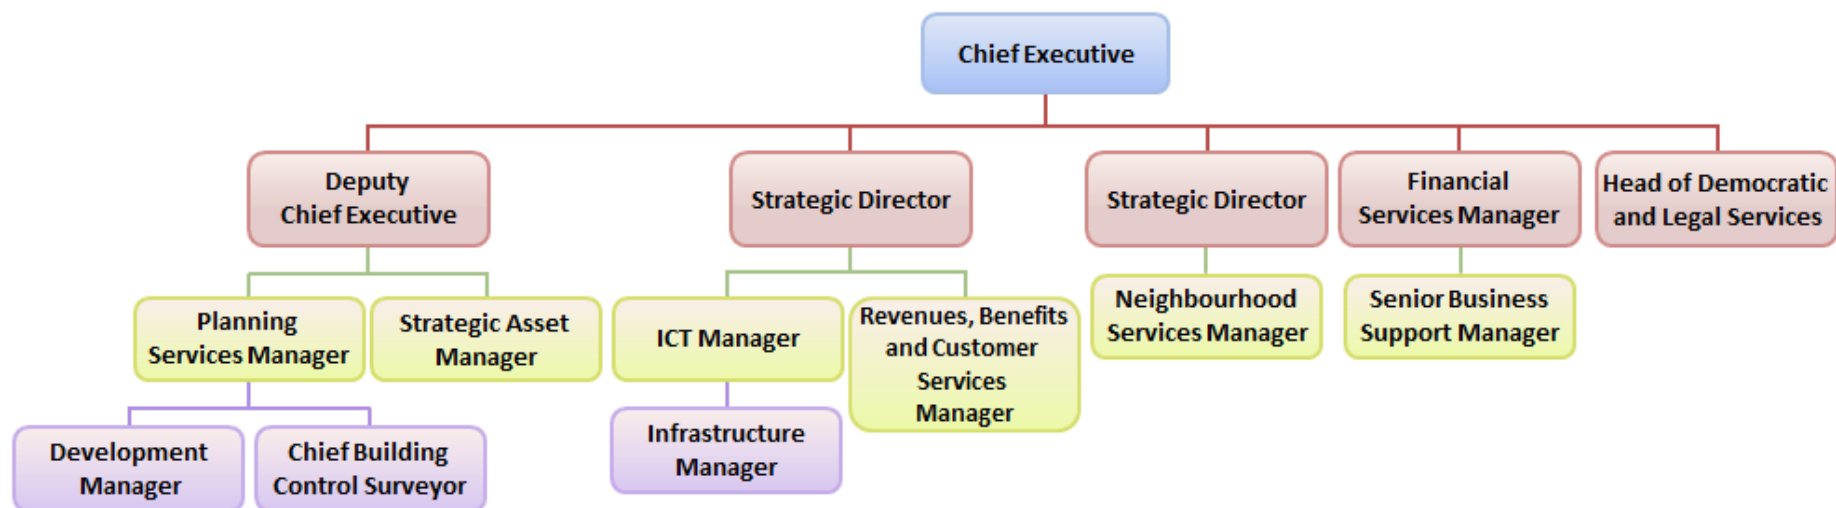 Chief Executive
Deputy
Chief Executive
Strategic Director
Strategic Director
Financial
Services Manager
Head of Democratic
and Legal Services
Planning
Services Manager
Strategic Asset
Manager
ICT Manager
Revenues, Benefits
and Customer
Services
Manager
Neighbourhood
Services Manager
Senior Business
Support Manager
Development
Manager
Chief Building
Control Surveyor
Infrastructure
Manager